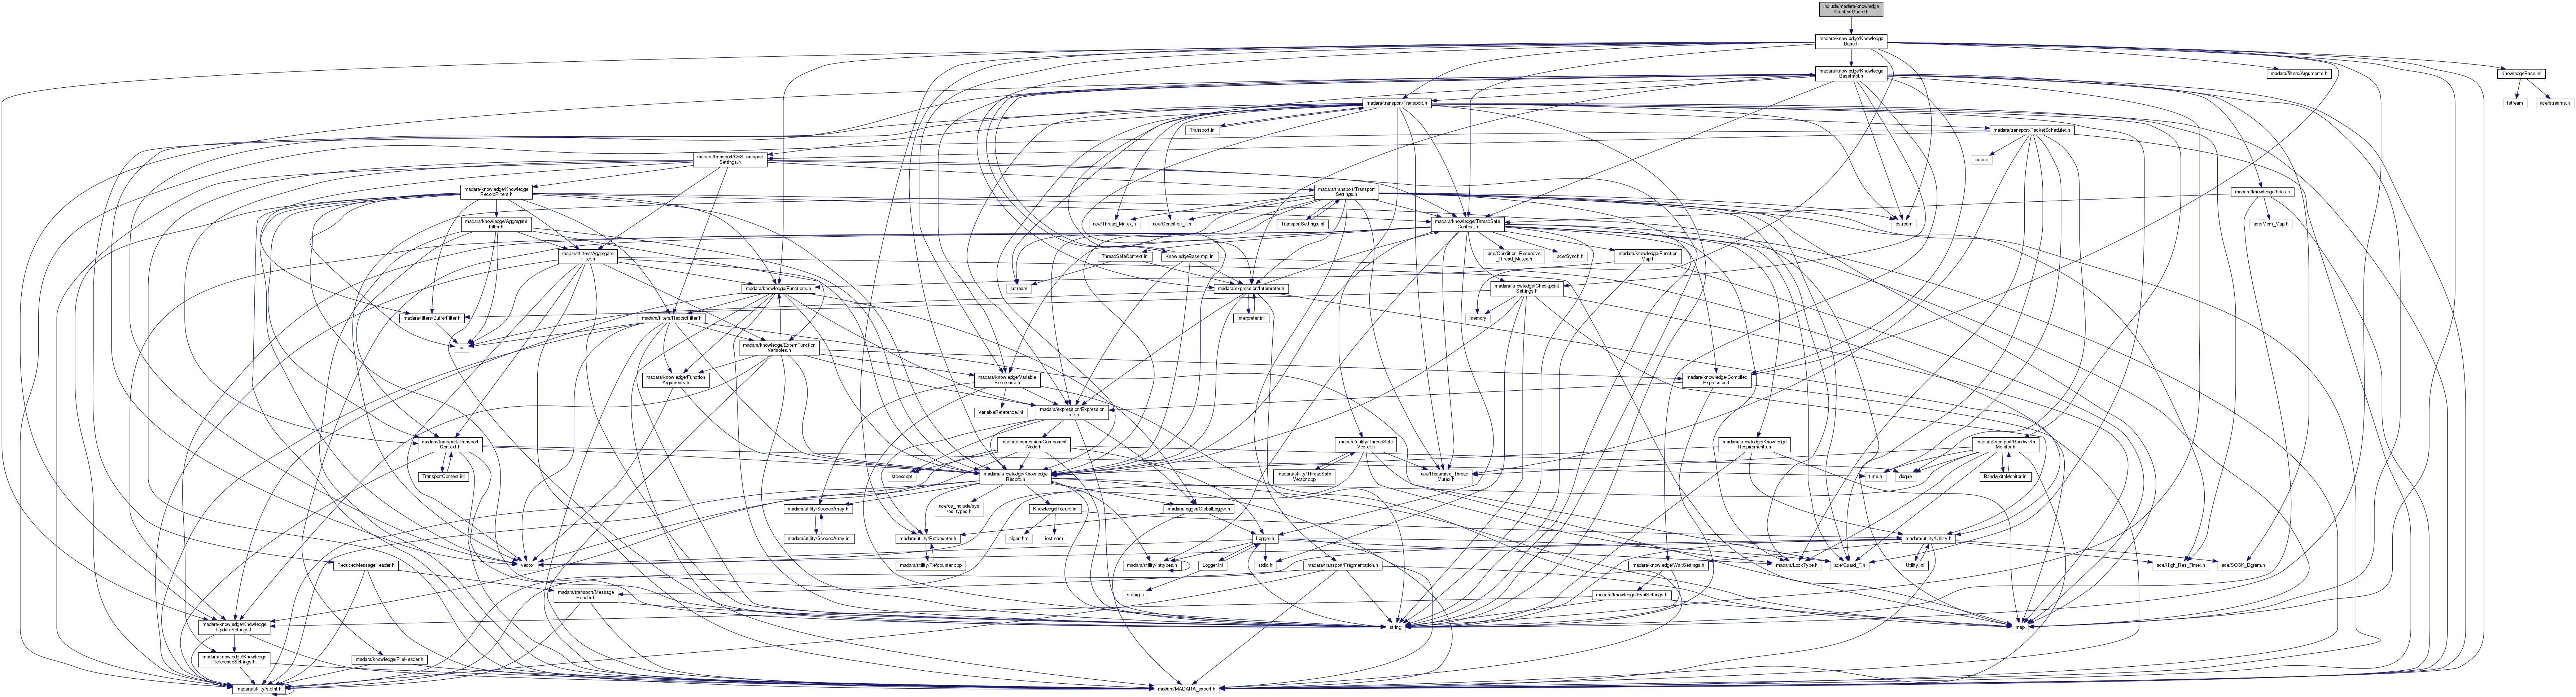 include/madara/knowledge
/ContextGuard.h
madara/knowledge/Knowledge
Base.h
madara/knowledge/Knowledge
BaseImpl.h
madara/filters/Arguments.h
KnowledgeBase.inl
madara/transport/Transport.h
fstream
ace/streams.h
Transport.inl
madara/transport/PacketScheduler.h
madara/transport/QoSTransport
Settings.h
queue
madara/knowledge/Knowledge
RecordFilters.h
madara/transport/Transport
Settings.h
madara/knowledge/Files.h
madara/knowledge/Aggregate
Filter.h
ace/Thread_Mutex.h
ace/Condition_T.h
TransportSettings.inl
madara/knowledge/ThreadSafe
Context.h
ostream
ace/Mem_Map.h
madara/filters/Aggregate
Filter.h
ThreadSafeContext.inl
KnowledgeBaseImpl.inl
ace/Condition_Recursive
_Thread_Mutex.h
ace/Synch.h
madara/knowledge/Function
Map.h
madara/knowledge/Functions.h
sstream
madara/expression/Interpreter.h
madara/knowledge/Checkpoint
Settings.h
madara/filters/BufferFilter.h
madara/filters/RecordFilter.h
Interpreter.inl
memory
list
madara/knowledge/ExternFunction
Variables.h
madara/knowledge/Function
Arguments.h
madara/knowledge/Variable
Reference.h
madara/knowledge/Compiled
Expression.h
VariableReference.inl
madara/expression/Expression
Tree.h
madara/transport/Transport
Context.h
madara/expression/Component
Node.h
madara/utility/ThreadSafe
Vector.h
madara/knowledge/Knowledge
Requirements.h
madara/transport/Bandwidth
Monitor.h
TransportContext.inl
stdexcept
madara/knowledge/Knowledge
Record.h
madara/utility/ThreadSafe
Vector.cpp
ace/Recursive_Thread
_Mutex.h
time.h
deque
BandwidthMonitor.inl
madara/utility/ScopedArray.h
ace/os_include/sys
/os_types.h
KnowledgeRecord.inl
madara/logger/GlobalLogger.h
madara/utility/ScopedArray.inl
madara/utility/Refcounter.h
algorithm
iostream
Logger.h
madara/utility/Utility.h
ReducedMessageHeader.h
vector
madara/utility/Refcounter.cpp
madara/utility/inttypes.h
Logger.inl
stdio.h
madara/transport/Fragmentation.h
madara/knowledge/WaitSettings.h
madara/LockType.h
ace/Guard_T.h
Utility.inl
ace/High_Res_Timer.h
ace/SOCK_Dgram.h
madara/transport/Message
Header.h
stdarg.h
madara/knowledge/EvalSettings.h
madara/knowledge/Knowledge
UpdateSettings.h
string
map
madara/knowledge/Knowledge
ReferenceSettings.h
madara/knowledge/FileHeader.h
madara/utility/stdint.h
madara/MADARA_export.h